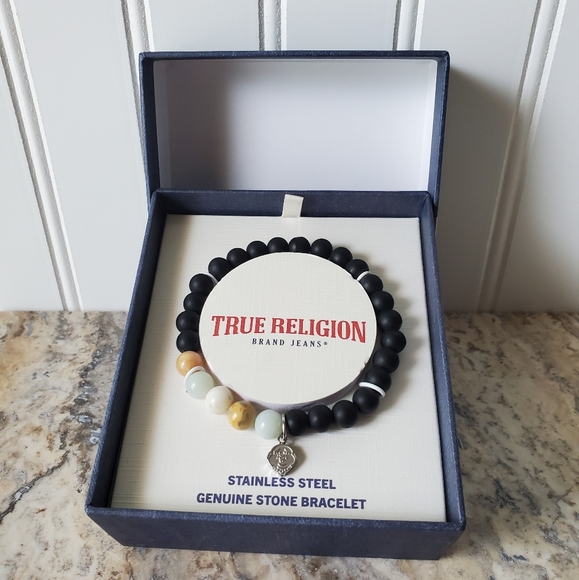 TRUE RELIGION
BRAND JEANS®
STAINLESS STEEL
GENUINE STONE BRACELET